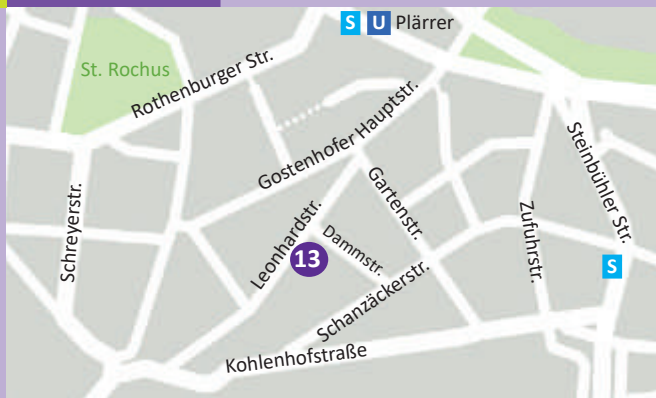 S U Plärrer
St. Rochus
Rothenburger Str.
Gostenhofer Hauptstr.
Steinbühler Str.
Schreyerstr.
Leonhardstr.
Gartenstr.
Zufuhrstr.
Dammstr.
13
S
Schanzäckerstr.
Kohlenhofstraße